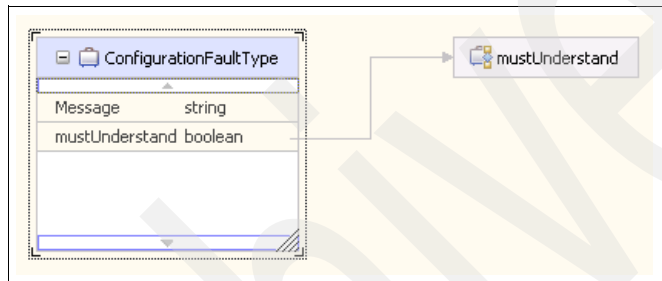 ConfigurationFaultType
mustUnderstand
Message string
mustUnderstand boolean